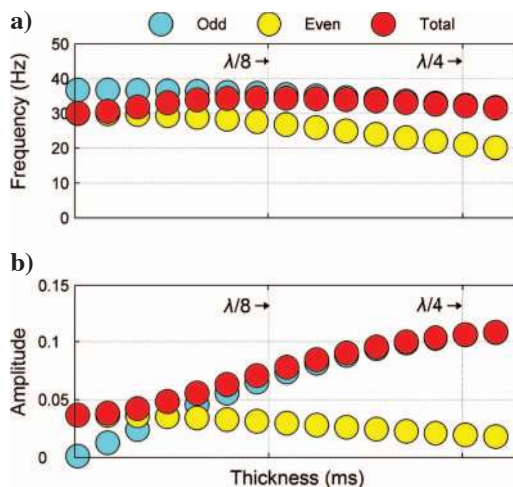 a)
Odd Even Total
50
40
30
20
10
0
Frequency (Hz)
λ/8→ λ/4→
b)
0.15
0.1
0.05
0
Amplitude
λ/8→ λ/4→
Thickness (ms)